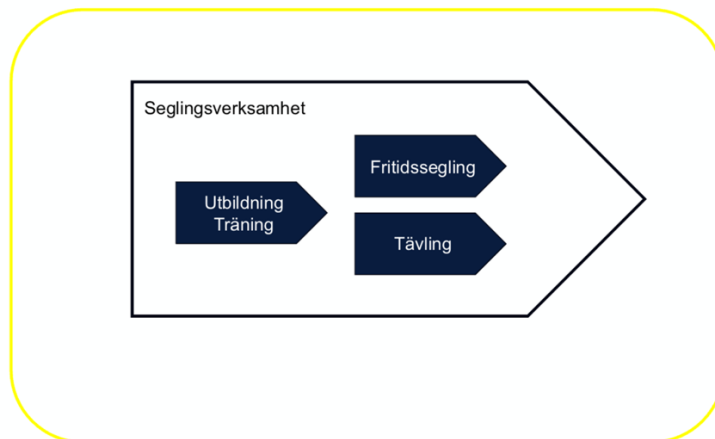 Seglingsverksamhet
Fritidssegling
Utbildning
Träning
Tävling